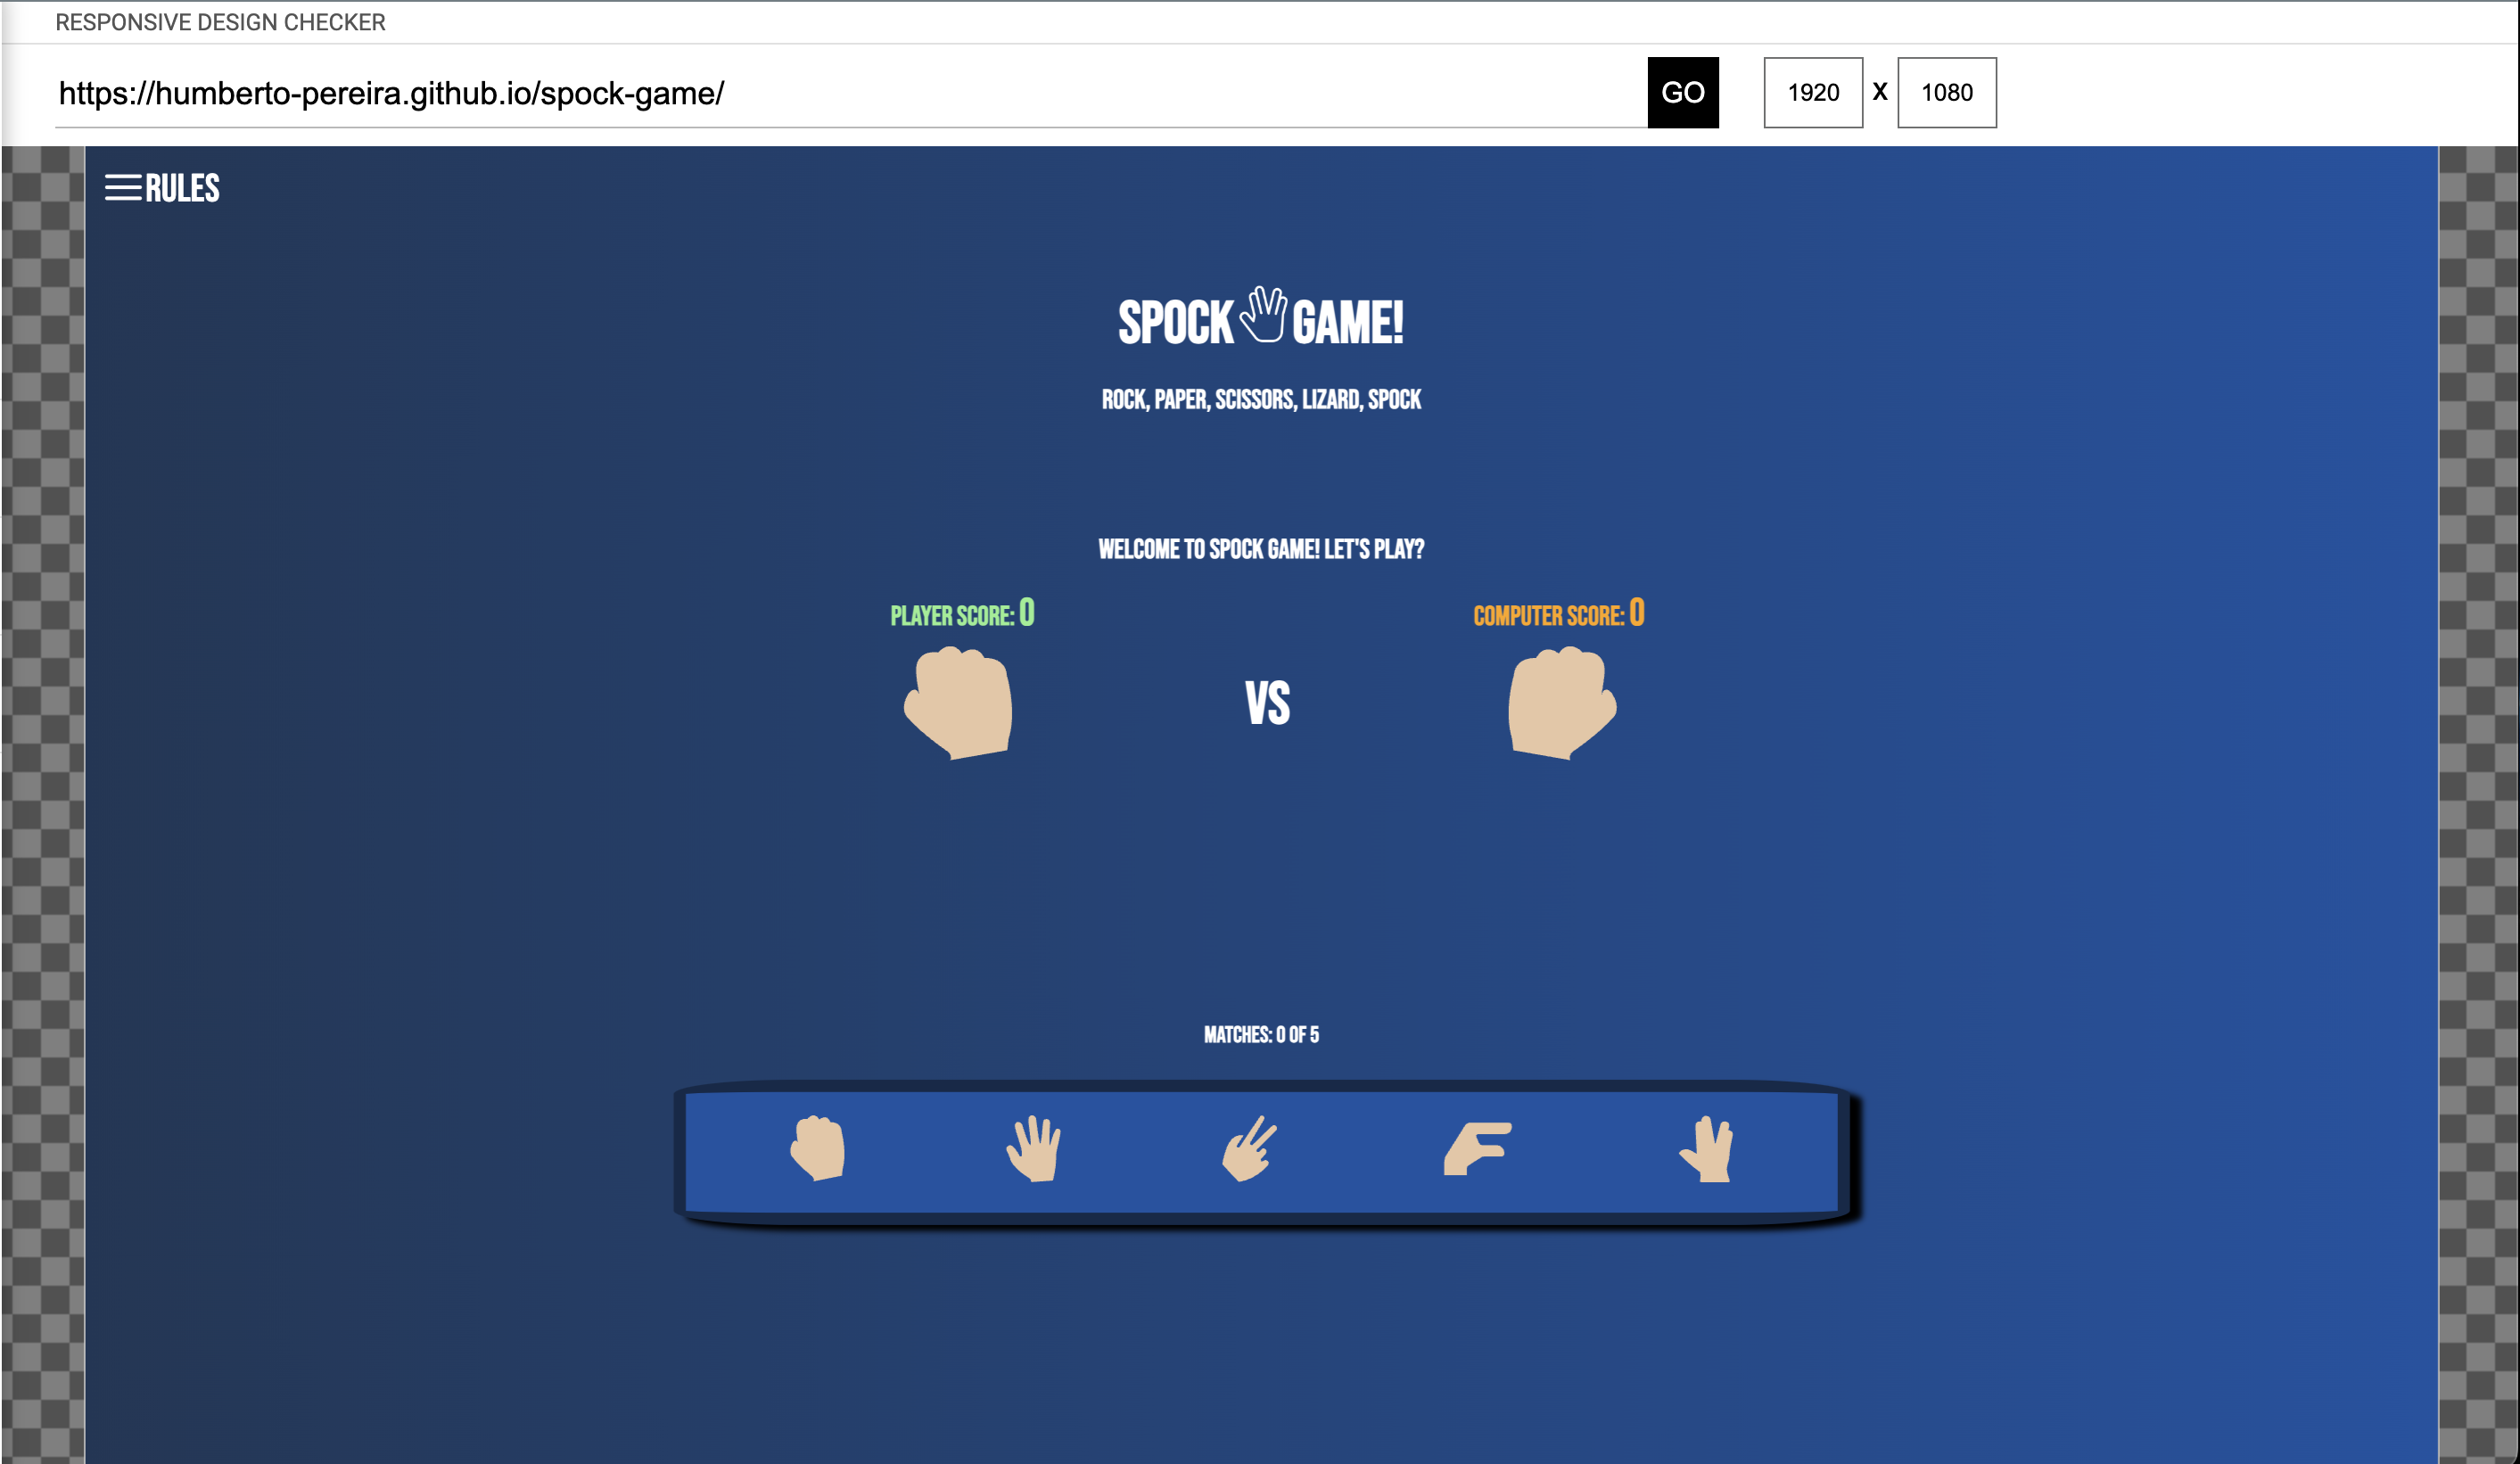 RESPONSIVE DESIGN CHECKER
https://humberto-pereira.github.io/spock-game/ GO 1920 X 1080
RULES
SPOCK GAME!
ROCK, PAPER, SCISSORS, LIZARD, SPOCK
WELCOME TO SPOCK GAME! LET'S PLAY?
PLAYER SCORE: 0 COMPUTER SCORE: 0
VS
MATCHES: 0 OF 5